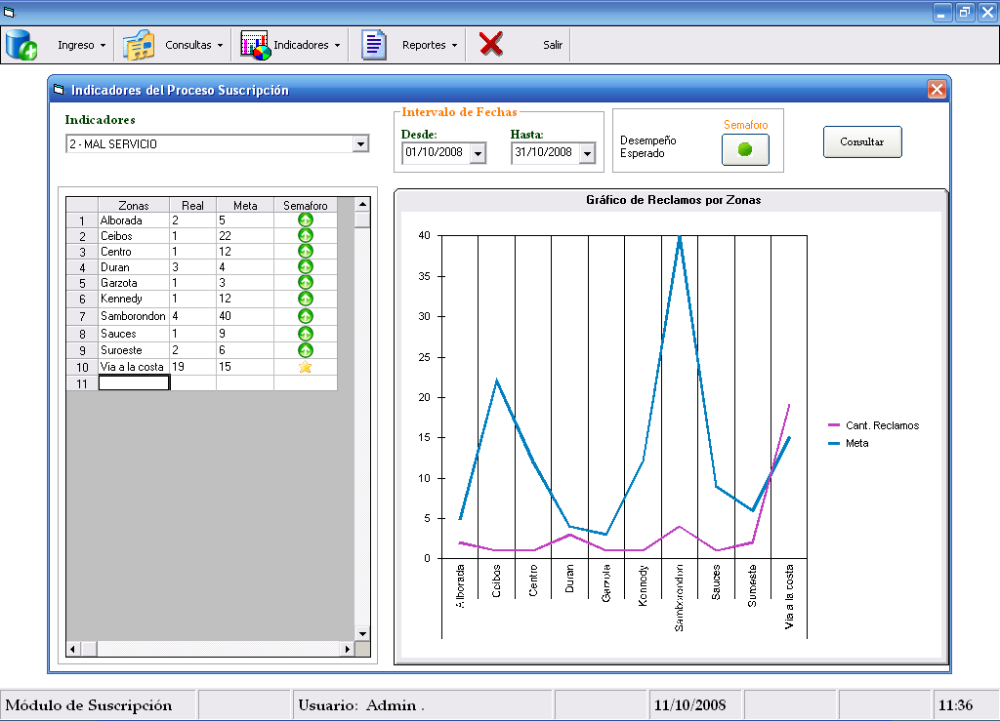 Ingreso Consultas Indicadores Reportes Salir
Indicadores del Proceso Suscripción
Indicadores
2 - MAL SERVICIO
Intervalo de Fechas
Desde: Hasta:
01/10/2008 31/10/2008
Desempeño
Esperado
Semaforo
Consultar
Zonas Real Meta Semaforo
1 Alborada 2 5
2 Ceibos 1 22
3 Centro 1 12
4 Duran 3 4
5 Garzota 1 3
6 Kennedy 1 12
7 Samborondon 4 40
8 Sauces 1 9
9 Suroeste 2 6
10 Via a la costa 19 15
11
Gráfico de Reclamos por Zonas
40
35
30
25
20
15
10
5
0
Alborada
Ceibos
Centro
Duran
Garzota
Kennedy
Samborondon
Sauces
Suroeste
Via a la costa
Cant. Reclamos
Meta
Módulo de Suscripción Usuario: Admin . 11/10/2008 11:36